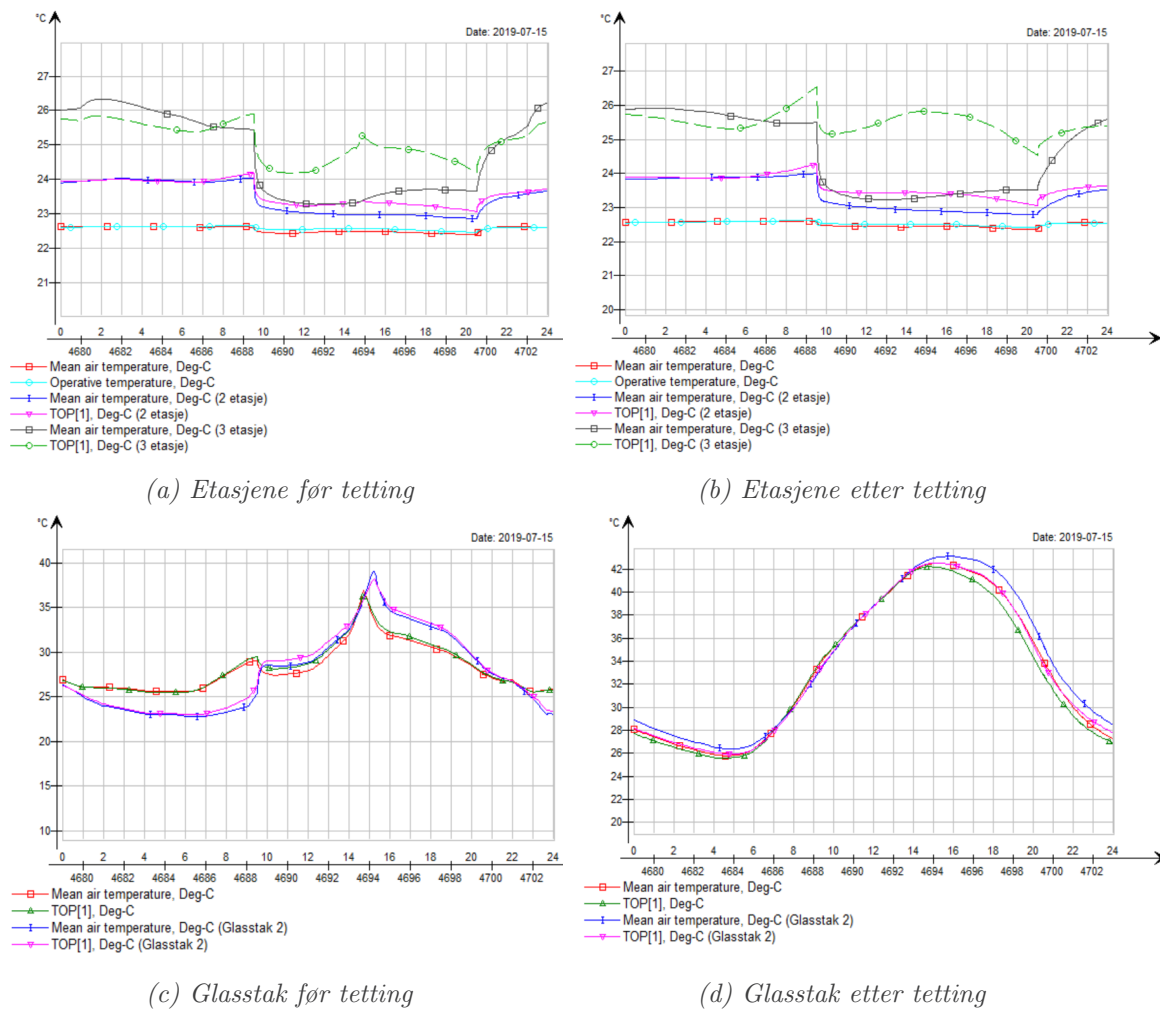 °C
Date: 2019-07-15
27
26
25
24
23
22
21
0 2 4 6 8 10 12 14 16 18 20 22 24
4680 4682 4684 4686 4688 4690 4692 4694 4696 4698 4700 4702
Mean air temperature, Deg-C
Operative temperature, Deg-C
Mean air temperature, Deg-C (2 etasje)
TOP[1], Deg-C (2 etasje)
Mean air temperature, Deg-C (3 etasje)
TOP[1], Deg-C (3 etasje)
(a) Etasjene før tetting
°C
Date: 2019-07-15
27
26
25
24
23
22
21
20
0 2 4 6 8 10 12 14 16 18 20 22 24
4680 4682 4684 4686 4688 4690 4692 4694 4696 4698 4700 4702
Mean air temperature, Deg-C
Operative temperature, Deg-C
Mean air temperature, Deg-C (2 etasje)
TOP[1], Deg-C (2 etasje)
Mean air temperature, Deg-C (3 etasje)
TOP[1], Deg-C (3 etasje)
(b) Etasjene etter tetting
°C
Date: 2019-07-15
40
35
30
25
20
15
10
0 2 4 6 8 10 12 14 16 18 20 22 24
4680 4682 4684 4686 4688 4690 4692 4694 4696 4698 4700 4702
Mean air temperature, Deg-C
TOP[1], Deg-C
Mean air temperature, Deg-C (Glasstak 2)
TOP[1], Deg-C (Glasstak 2)
(c) Glasstak før tetting
°C
Date: 2019-07-15
42
40
38
36
34
32
30
28
26
24
22
20
0 2 4 6 8 10 12 14 16 18 20 22 24
4680 4682 4684 4686 4688 4690 4692 4694 4696 4698 4700 4702
Mean air temperature, Deg-C
TOP[1], Deg-C
Mean air temperature, Deg-C (Glasstak 2)
TOP[1], Deg-C (Glasstak 2)
(d) Glasstak etter tetting